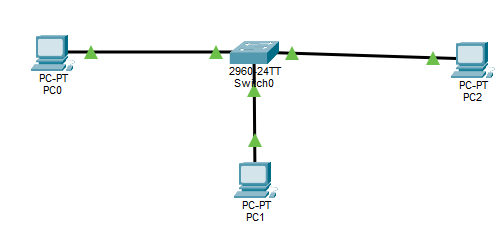 2960-24TT
Switch0
PC-PT
PC0
PC-PT
PC2
PC-PT
PC1